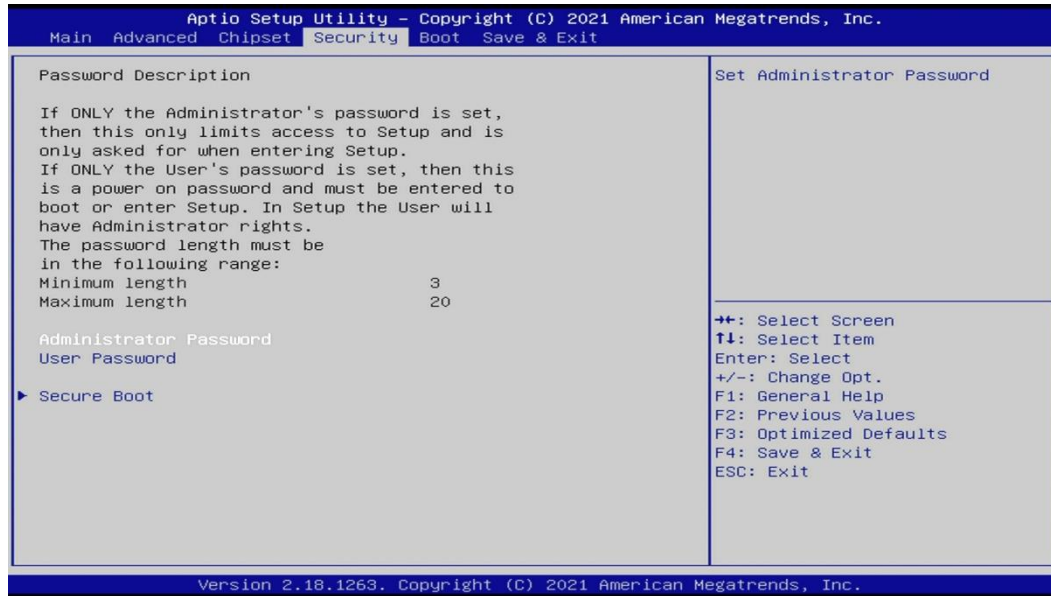 Aptio Setup Utility – Copyright (C) 2021 American Megatrends, Inc.
Main Advanced Chipset Security Boot Save & Exit
Password Description
If ONLY the Administrator's password is set,
then this only limits access to Setup and is
only asked for when entering Setup.
If ONLY the User's password is set, then this
is a power on password and must be entered to
boot or enter Setup. In Setup the User will
have Administrator rights.
The password length must be
in the following range:
Minimum length 3
Maximum length 20
Administrator Password
User Password
► Secure Boot
Set Administrator Password
→←: Select Screen
↑↓: Select Item
Enter: Select
+/-: Change Opt.
F1: General Help
F2: Previous Values
F3: Optimized Defaults
F4: Save & Exit
ESC: Exit
Version 2.18.1263. Copyright (C) 2021 American Megatrends, Inc.